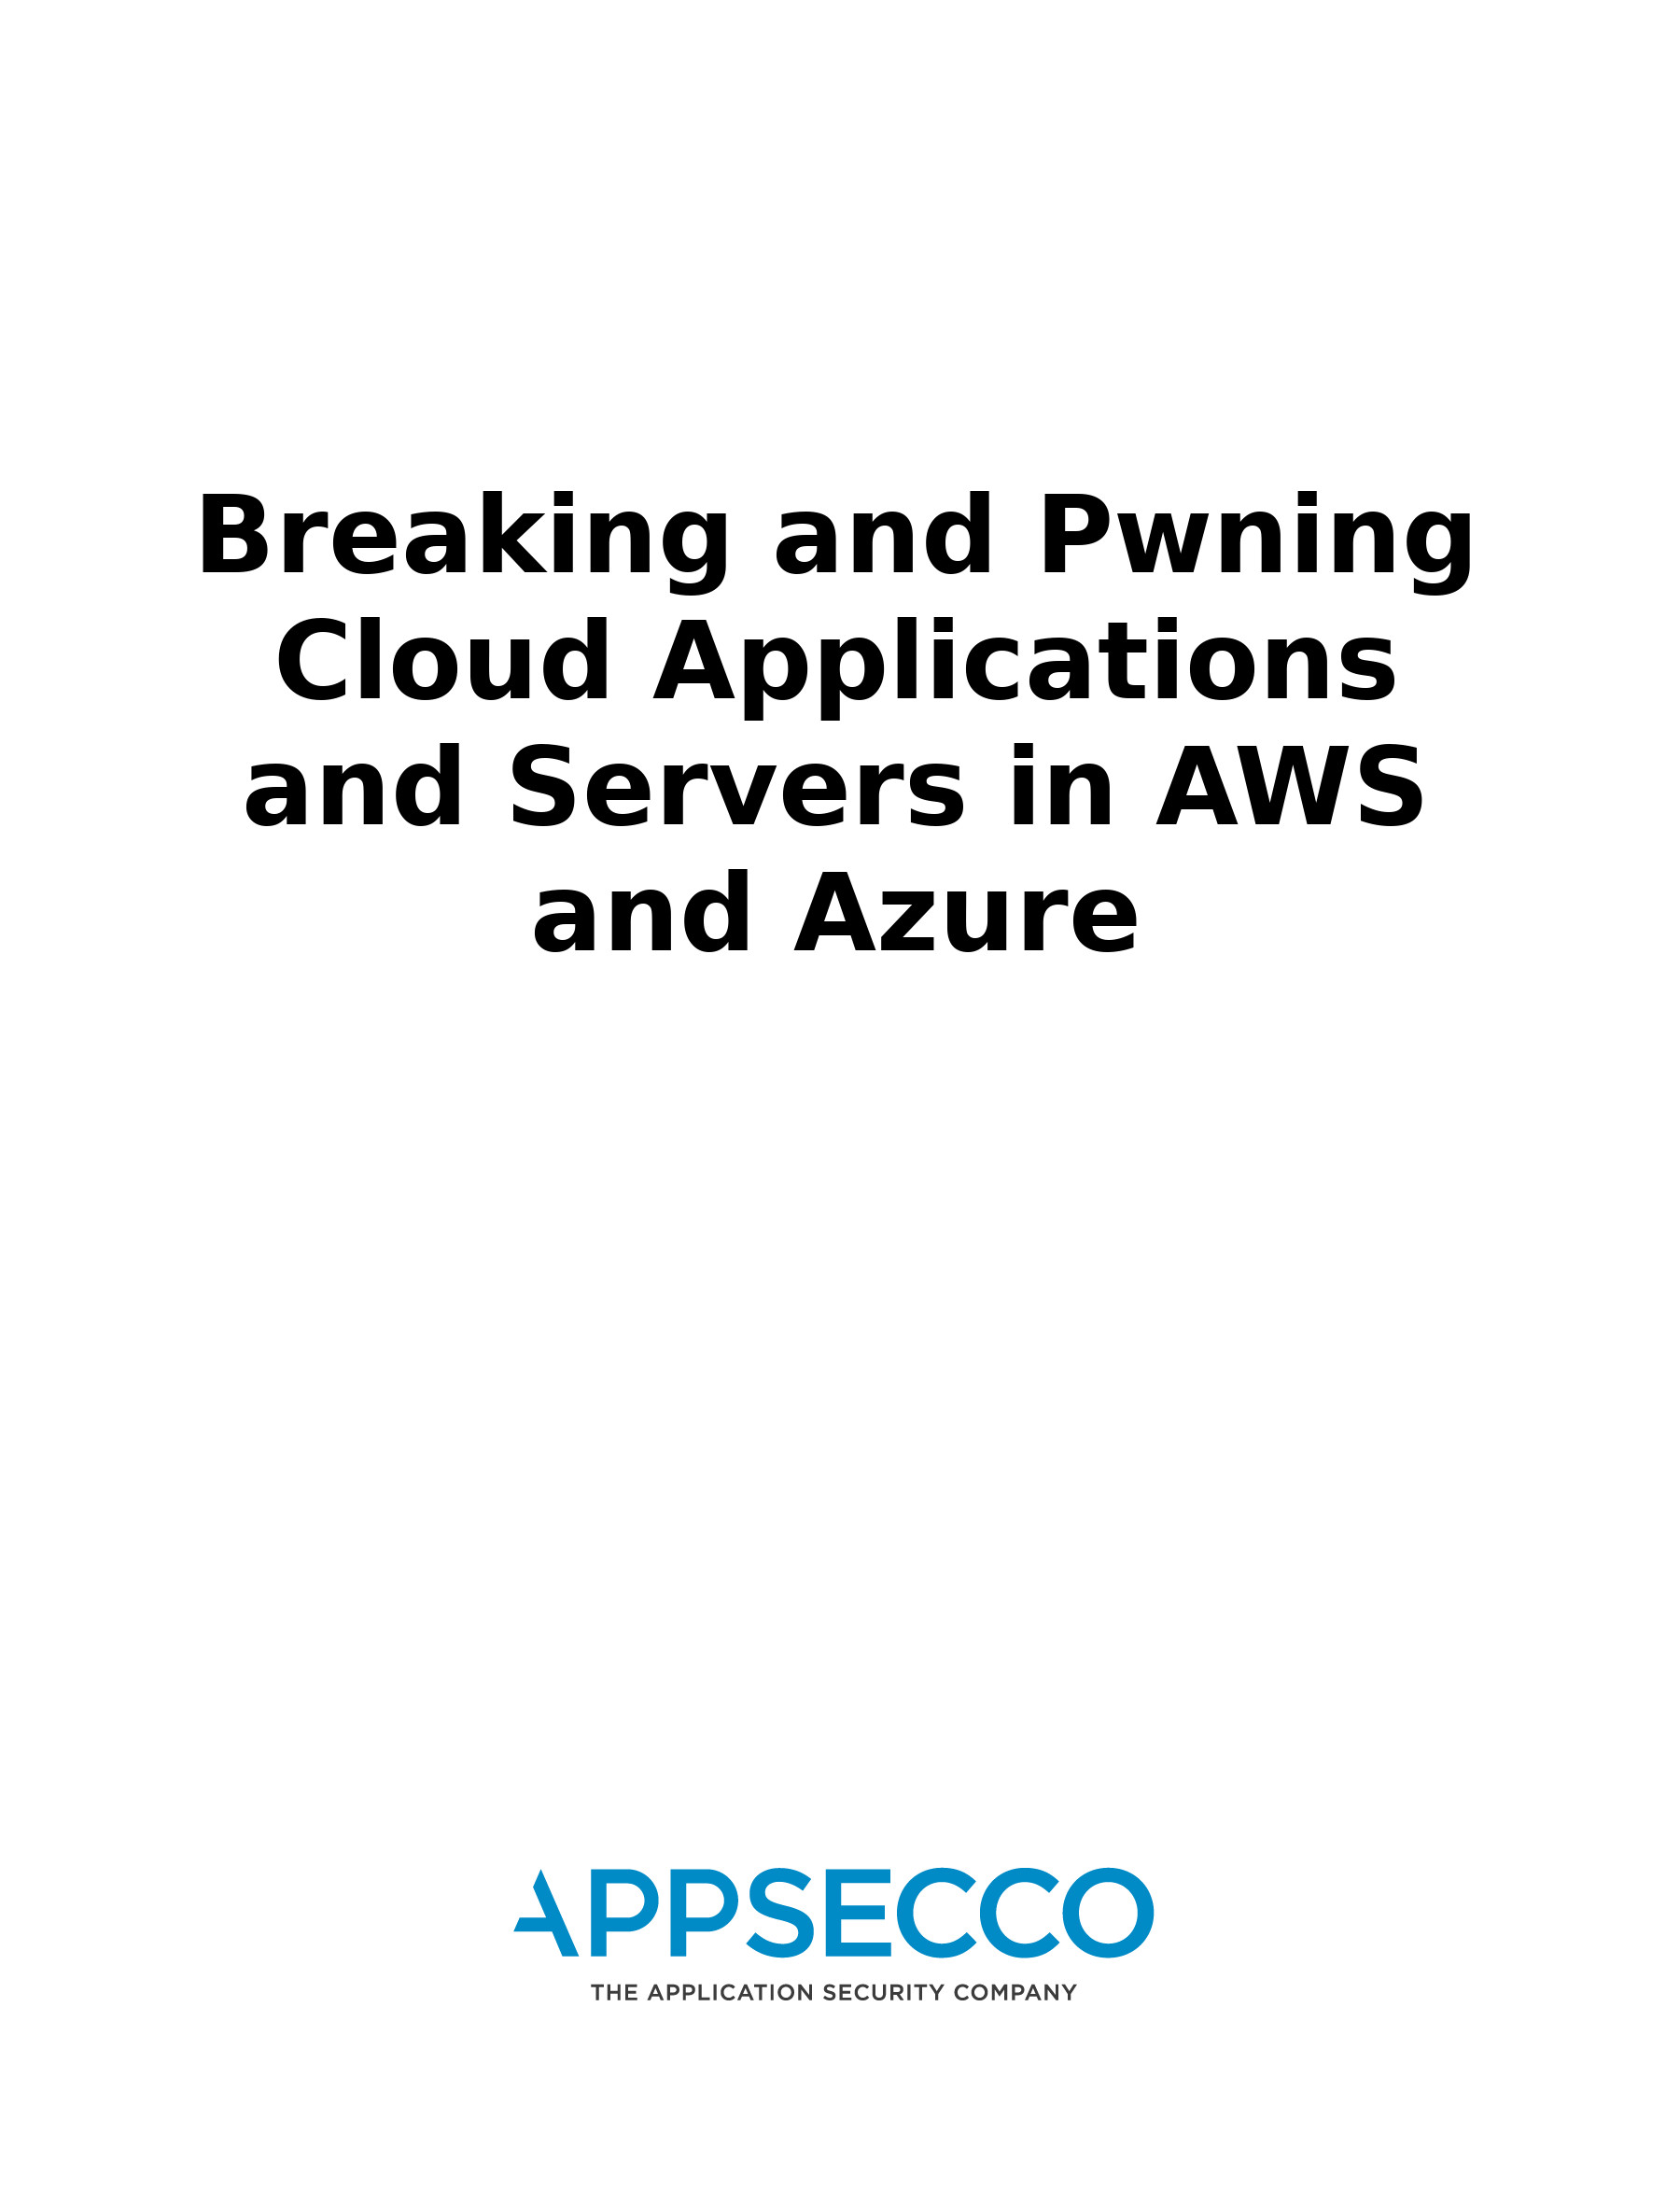 Breaking and Pwning
Cloud Applications
and Servers in AWS
and Azure
APPSECCO
THE APPLICATION SECURITY COMPANY